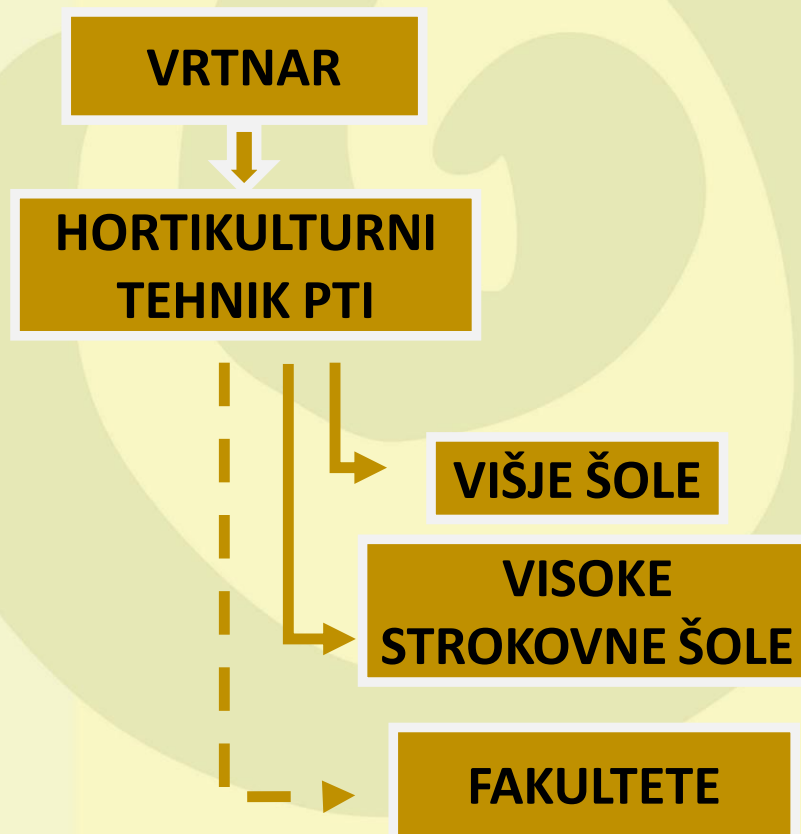 VRTNAR
HORTIKULTURNI
TEHNIK PTI
VIŠJE ŠOLE
VISOKE
STROKOVNE ŠOLE
FAKULTETE